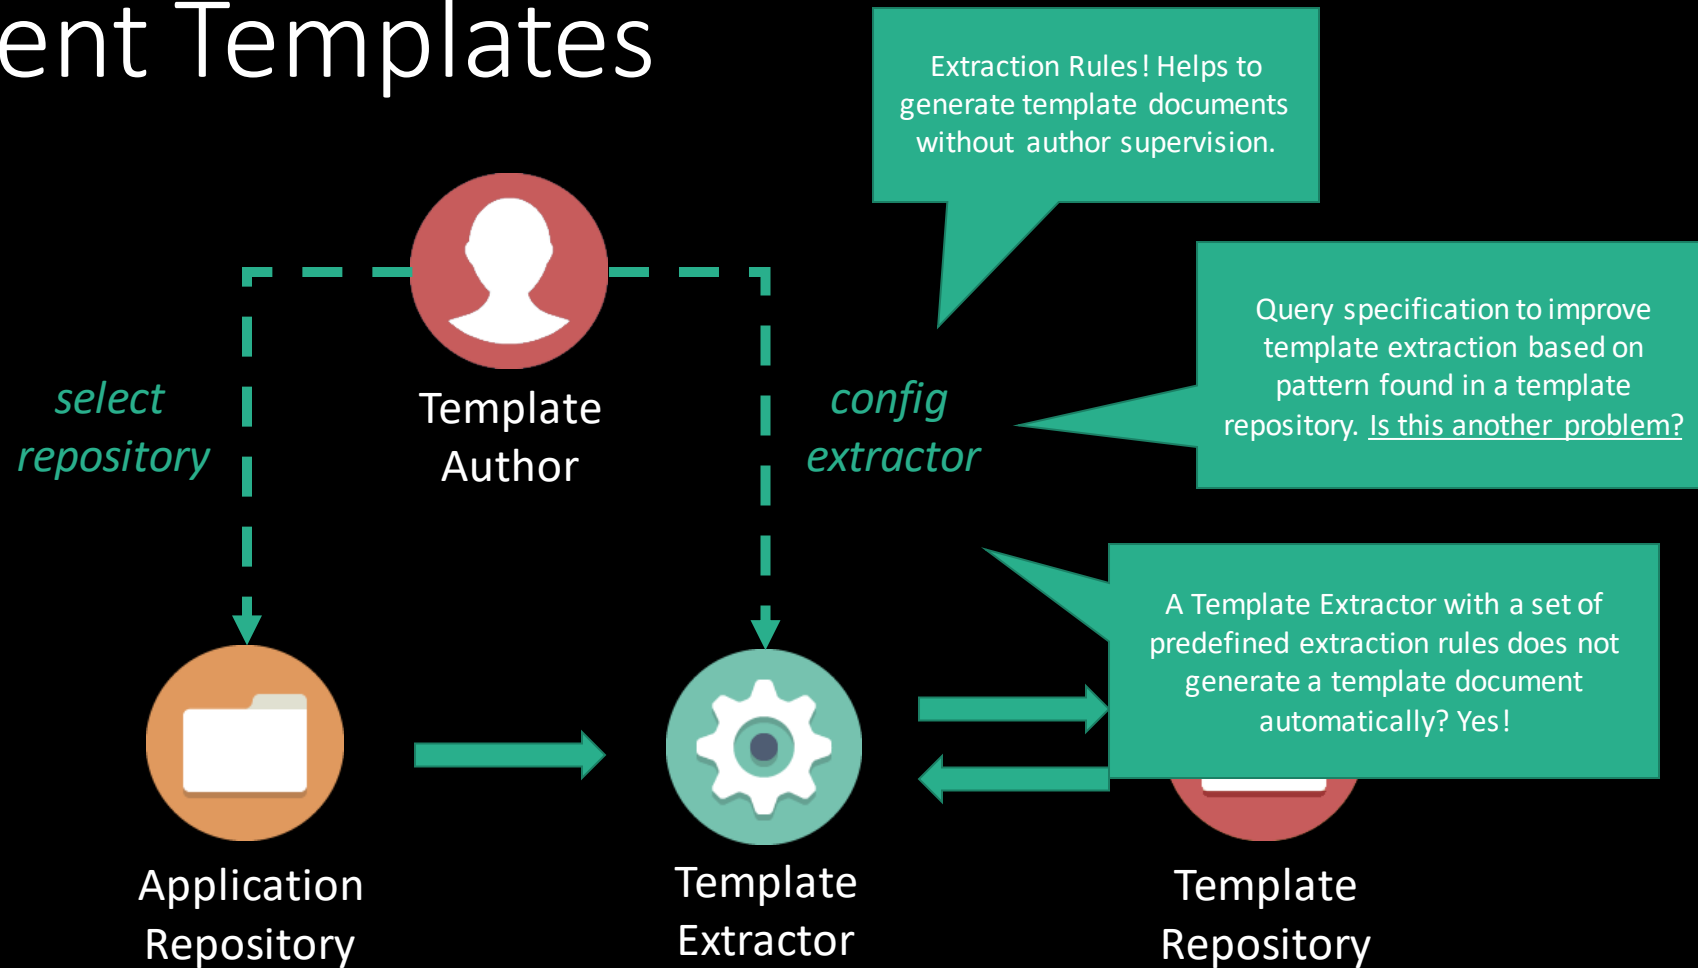 ent Templates
Extraction Rules! Helps to
generate template documents
without author supervision.
Query specification to improve
template extraction based on
pattern found in a template
repository. Is this another problem?
select
repository
Template
Author
config
extractor
A Template Extractor with a set of
predefined extraction rules does not
generate a template document
automatically? Yes!
Application
Repository
Template
Extractor
Template
Repository